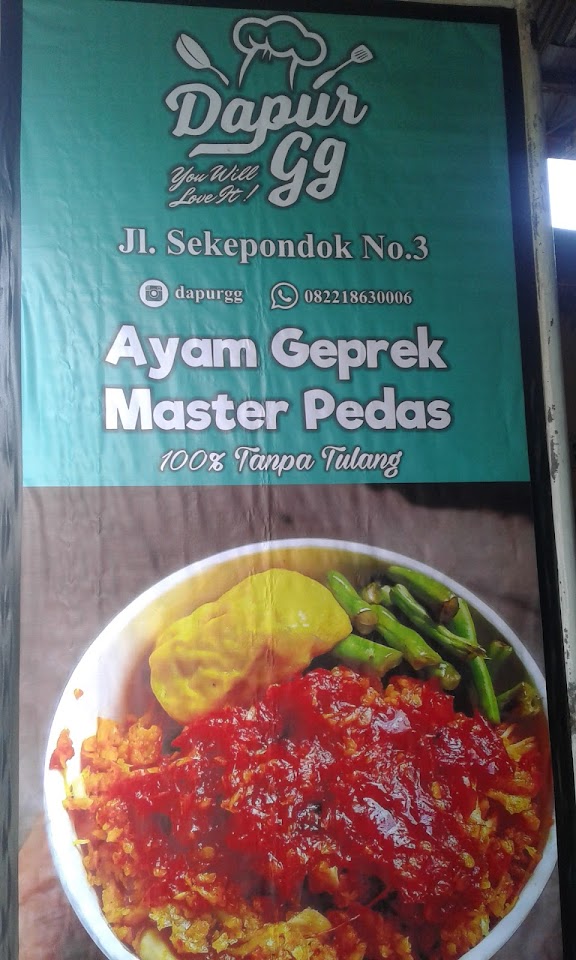 Dapur
Gg
You Will
Love It !
Jl. Sekepondok No.3
dapurgg 082218630006
Ayam Geprek
Master Pedas
100% Tanpa Tulang